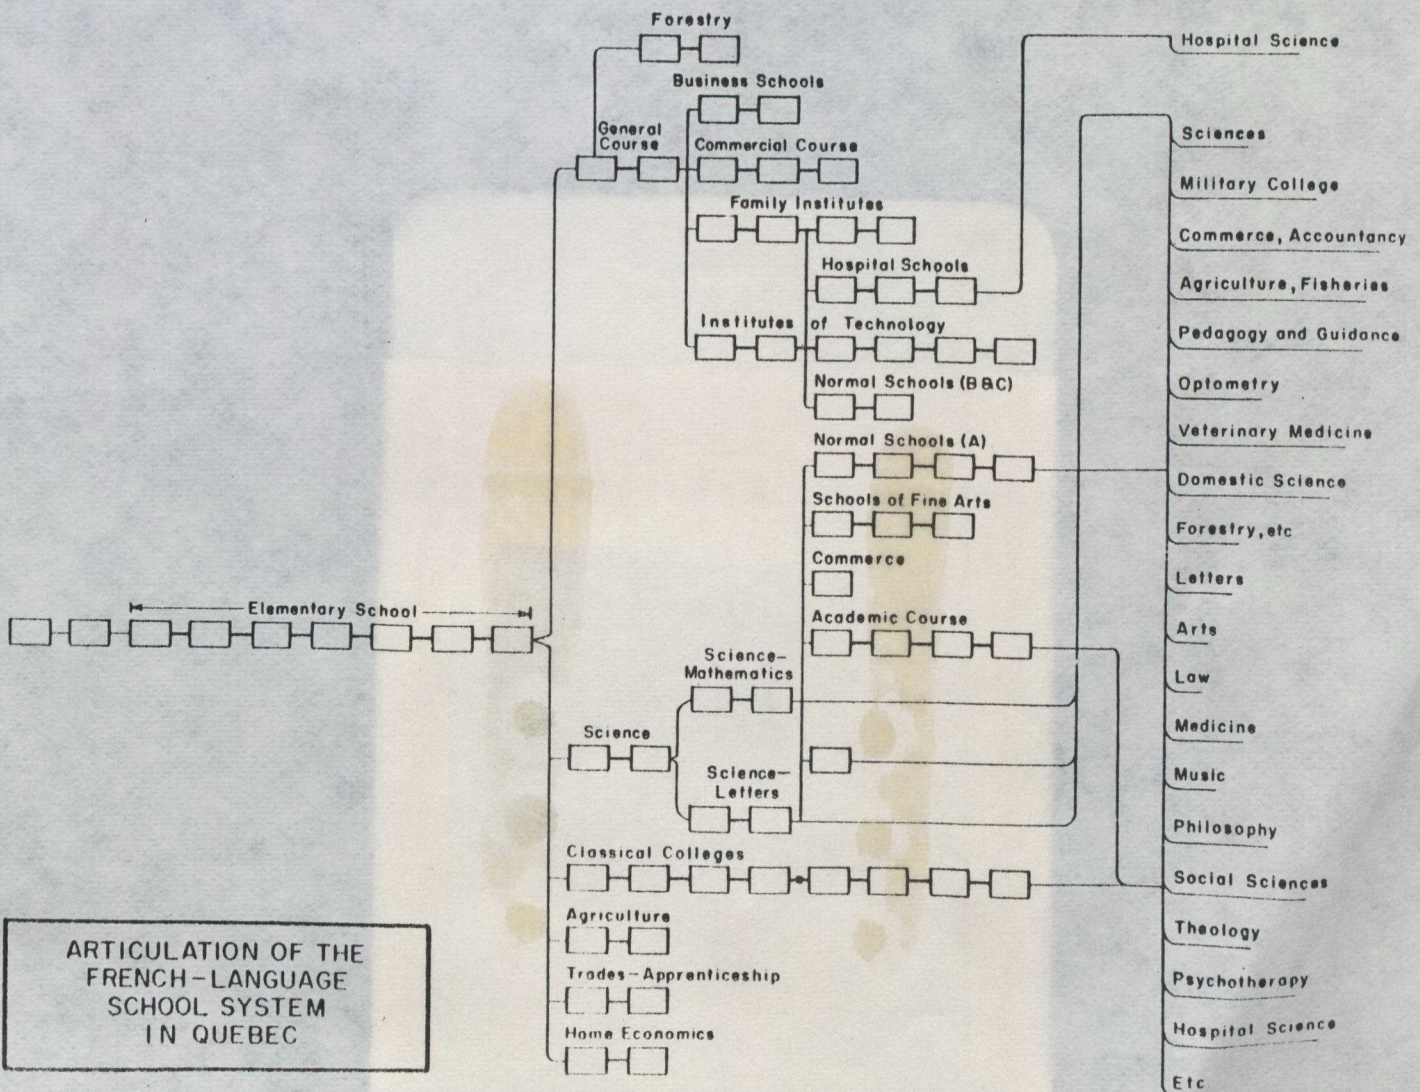 Forestry
Business Schools
General
Course
Commercial Course
Family Institutes
Hospital Schools
Institutes of Technology
Normal Schools (B&C)
Normal Schools (A)
Schools of Fine Arts
Commerce
Elementary School
Academic Course
Science-
Mathematics
Science
Science-
Letters
Classical Colleges
Agriculture
Trades-Apprenticeship
Home Economics
Hospital Science
Sciences
Military College
Commerce, Accountancy
Agriculture, Fisheries
Pedagogy and Guidance
Optometry
Veterinary Medicine
Domestic Science
Forestry, etc
Letters
Arts
Law
Medicine
Music
Philosophy
Social Sciences
Theology
Psychotherapy
Hospital Science
Etc
ARTICULATION OF THE
FRENCH-LANGUAGE
SCHOOL SYSTEM
IN QUEBEC